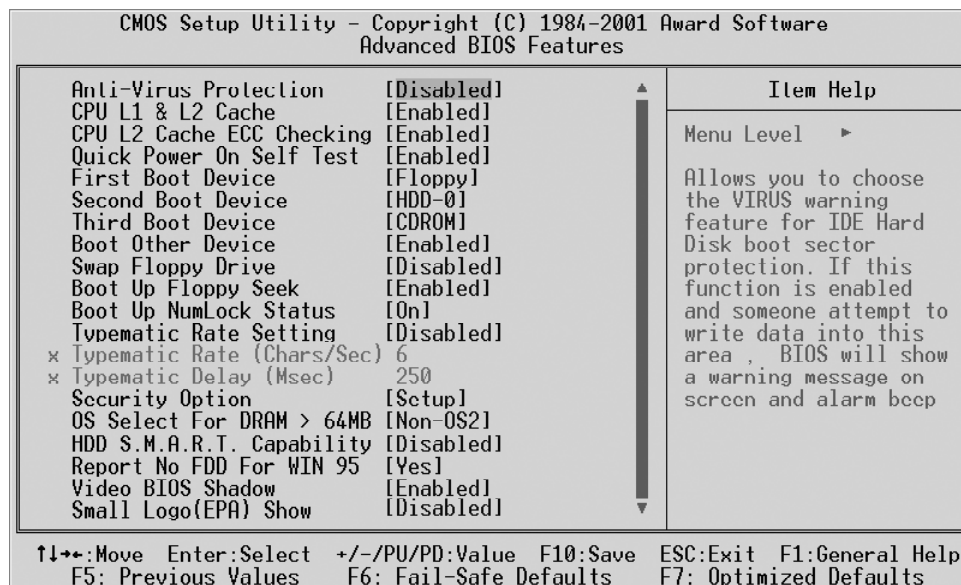 CMOS Setup Utility - Copyright (C) 1984-2001 Award Software
Advanced BIOS Features
Anti-Virus Protection [Disabled]
CPU L1 & L2 Cache [Enabled]
CPU L2 Cache ECC Checking [Enabled]
Quick Power On Self Test [Enabled]
First Boot Device [Floppy]
Second Boot Device [HDD-0]
Third Boot Device [CDROM]
Boot Other Device [Enabled]
Swap Floppy Drive [Disabled]
Boot Up Floppy Seek [Enabled]
Boot Up NumLock Status [On]
Typematic Rate Setting [Disabled]
x Typematic Rate (Chars/Sec) 6
x Typematic Delay (Msec) 250
Security Option [Setup]
OS Select For DRAM > 64MB [Non-OS2]
HDD S.M.A.R.T. Capability [Disabled]
Report No FDD For WIN 95 [Yes]
Video BIOS Shadow [Enabled]
Small Logo(EPA) Show [Disabled]
Item Help
Menu Level ►
Allows you to choose
the VIRUS warning
feature for IDE Hard
Disk boot sector
protection. If this
function is enabled
and someone attempt to
write data into this
area , BIOS will show
a warning message on
screen and alarm beep
↑↓→←:Move Enter:Select +/-/PU/PD:Value F10:Save ESC:Exit F1:General Help
F5: Previous Values F6: Fail-Safe Defaults F7: Optimized Defaults